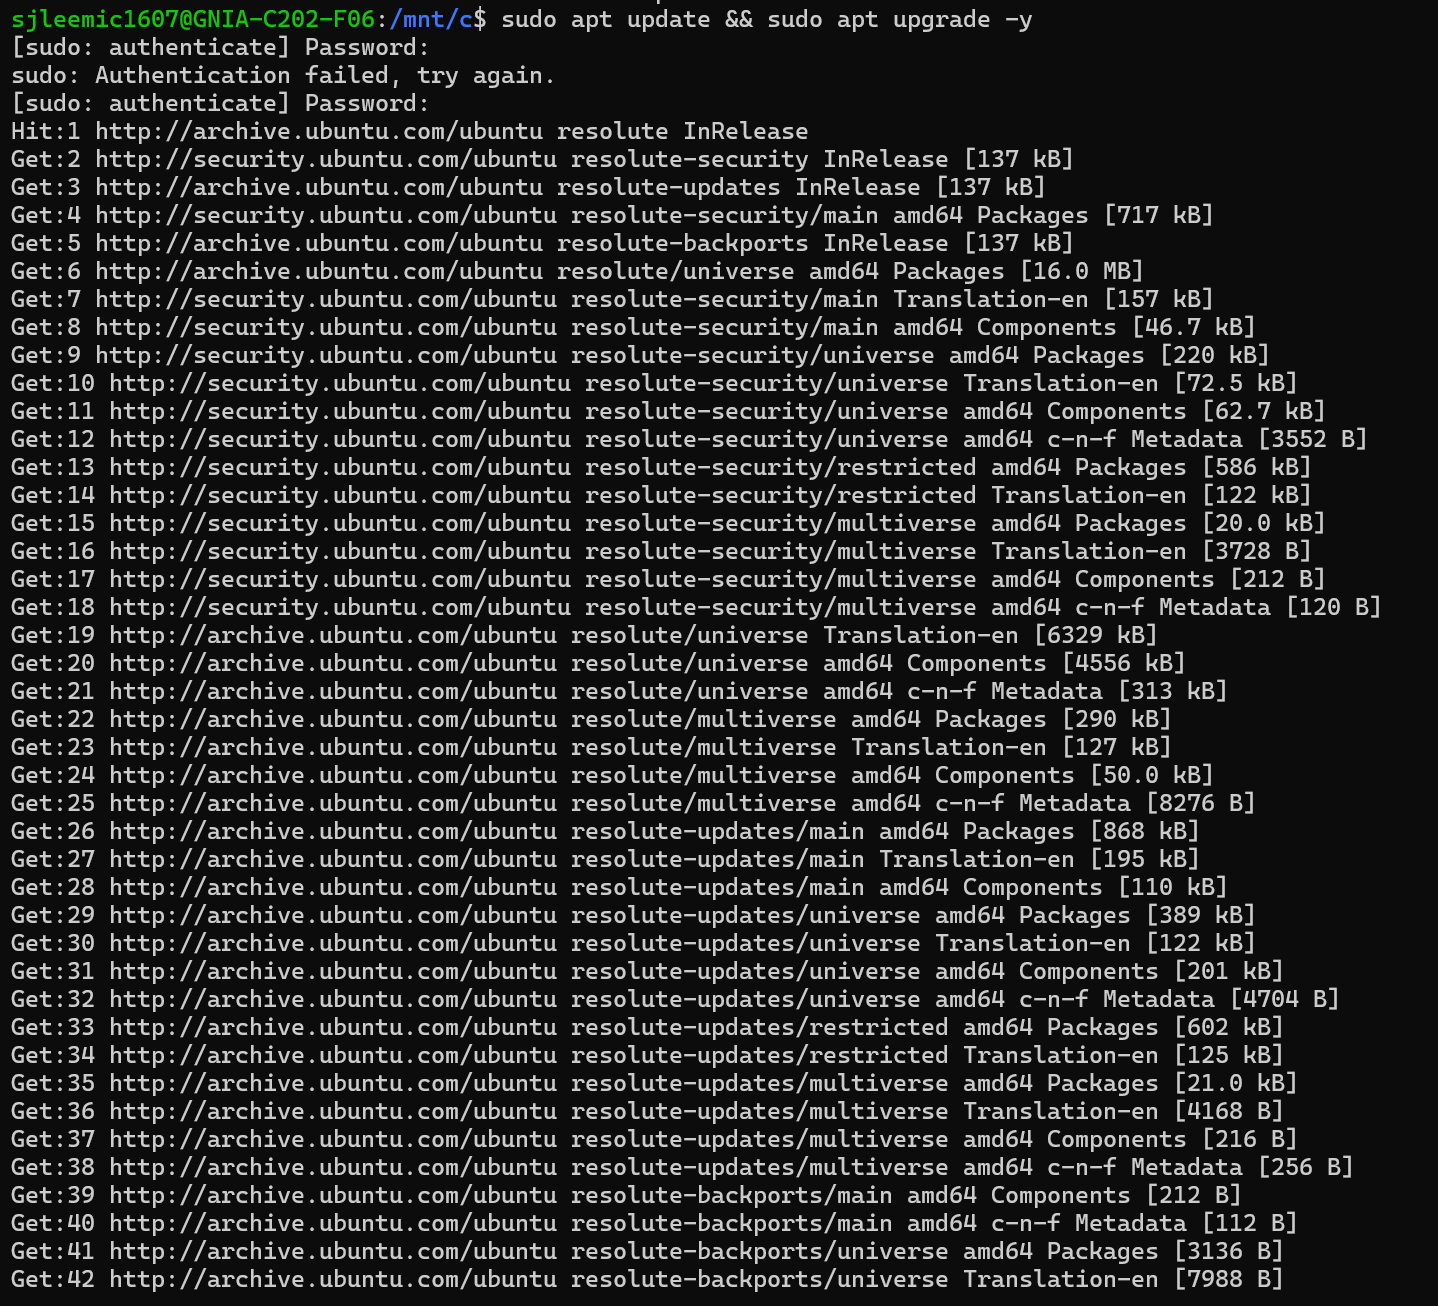 sjleemic1607@GNIA-C202-F06:/mnt/c$ sudo apt update && sudo apt upgrade -y
[sudo: authenticate] Password:
sudo: Authentication failed, try again.
[sudo: authenticate] Password:
Hit:1 http://archive.ubuntu.com/ubuntu resolute InRelease
Get:2 http://security.ubuntu.com/ubuntu resolute-security InRelease [137 kB]
Get:3 http://archive.ubuntu.com/ubuntu resolute-updates InRelease [137 kB]
Get:4 http://security.ubuntu.com/ubuntu resolute-security/main amd64 Packages [717 kB]
Get:5 http://archive.ubuntu.com/ubuntu resolute-backports InRelease [137 kB]
Get:6 http://archive.ubuntu.com/ubuntu resolute/universe amd64 Packages [16.0 MB]
Get:7 http://security.ubuntu.com/ubuntu resolute-security/main Translation-en [157 kB]
Get:8 http://security.ubuntu.com/ubuntu resolute-security/main amd64 Components [46.7 kB]
Get:9 http://security.ubuntu.com/ubuntu resolute-security/universe amd64 Packages [220 kB]
Get:10 http://security.ubuntu.com/ubuntu resolute-security/universe Translation-en [72.5 kB]
Get:11 http://security.ubuntu.com/ubuntu resolute-security/universe amd64 Components [62.7 kB]
Get:12 http://security.ubuntu.com/ubuntu resolute-security/universe amd64 c-n-f Metadata [3552 B]
Get:13 http://security.ubuntu.com/ubuntu resolute-security/restricted amd64 Packages [586 kB]
Get:14 http://security.ubuntu.com/ubuntu resolute-security/restricted Translation-en [122 kB]
Get:15 http://security.ubuntu.com/ubuntu resolute-security/multiverse amd64 Packages [20.0 kB]
Get:16 http://security.ubuntu.com/ubuntu resolute-security/multiverse Translation-en [3728 B]
Get:17 http://security.ubuntu.com/ubuntu resolute-security/multiverse amd64 Components [212 B]
Get:18 http://security.ubuntu.com/ubuntu resolute-security/multiverse amd64 c-n-f Metadata [120 B]
Get:19 http://archive.ubuntu.com/ubuntu resolute/universe Translation-en [6329 kB]
Get:20 http://archive.ubuntu.com/ubuntu resolute/universe amd64 Components [4556 kB]
Get:21 http://archive.ubuntu.com/ubuntu resolute/universe amd64 c-n-f Metadata [313 kB]
Get:22 http://archive.ubuntu.com/ubuntu resolute/multiverse amd64 Packages [290 kB]
Get:23 http://archive.ubuntu.com/ubuntu resolute/multiverse Translation-en [127 kB]
Get:24 http://archive.ubuntu.com/ubuntu resolute/multiverse amd64 Components [50.0 kB]
Get:25 http://archive.ubuntu.com/ubuntu resolute/multiverse amd64 c-n-f Metadata [8276 B]
Get:26 http://archive.ubuntu.com/ubuntu resolute-updates/main amd64 Packages [868 kB]
Get:27 http://archive.ubuntu.com/ubuntu resolute-updates/main Translation-en [195 kB]
Get:28 http://archive.ubuntu.com/ubuntu resolute-updates/main amd64 Components [110 kB]
Get:29 http://archive.ubuntu.com/ubuntu resolute-updates/universe amd64 Packages [389 kB]
Get:30 http://archive.ubuntu.com/ubuntu resolute-updates/universe Translation-en [122 kB]
Get:31 http://archive.ubuntu.com/ubuntu resolute-updates/universe amd64 Components [201 kB]
Get:32 http://archive.ubuntu.com/ubuntu resolute-updates/universe amd64 c-n-f Metadata [4704 B]
Get:33 http://archive.ubuntu.com/ubuntu resolute-updates/restricted amd64 Packages [602 kB]
Get:34 http://archive.ubuntu.com/ubuntu resolute-updates/restricted Translation-en [125 kB]
Get:35 http://archive.ubuntu.com/ubuntu resolute-updates/multiverse amd64 Packages [21.0 kB]
Get:36 http://archive.ubuntu.com/ubuntu resolute-updates/multiverse Translation-en [4168 B]
Get:37 http://archive.ubuntu.com/ubuntu resolute-updates/multiverse amd64 Components [216 B]
Get:38 http://archive.ubuntu.com/ubuntu resolute-updates/multiverse amd64 c-n-f Metadata [256 B]
Get:39 http://archive.ubuntu.com/ubuntu resolute-backports/main amd64 Components [212 B]
Get:40 http://archive.ubuntu.com/ubuntu resolute-backports/main amd64 c-n-f Metadata [112 B]
Get:41 http://archive.ubuntu.com/ubuntu resolute-backports/universe amd64 Packages [3136 B]
Get:42 http://archive.ubuntu.com/ubuntu resolute-backports/universe Translation-en [7988 B]